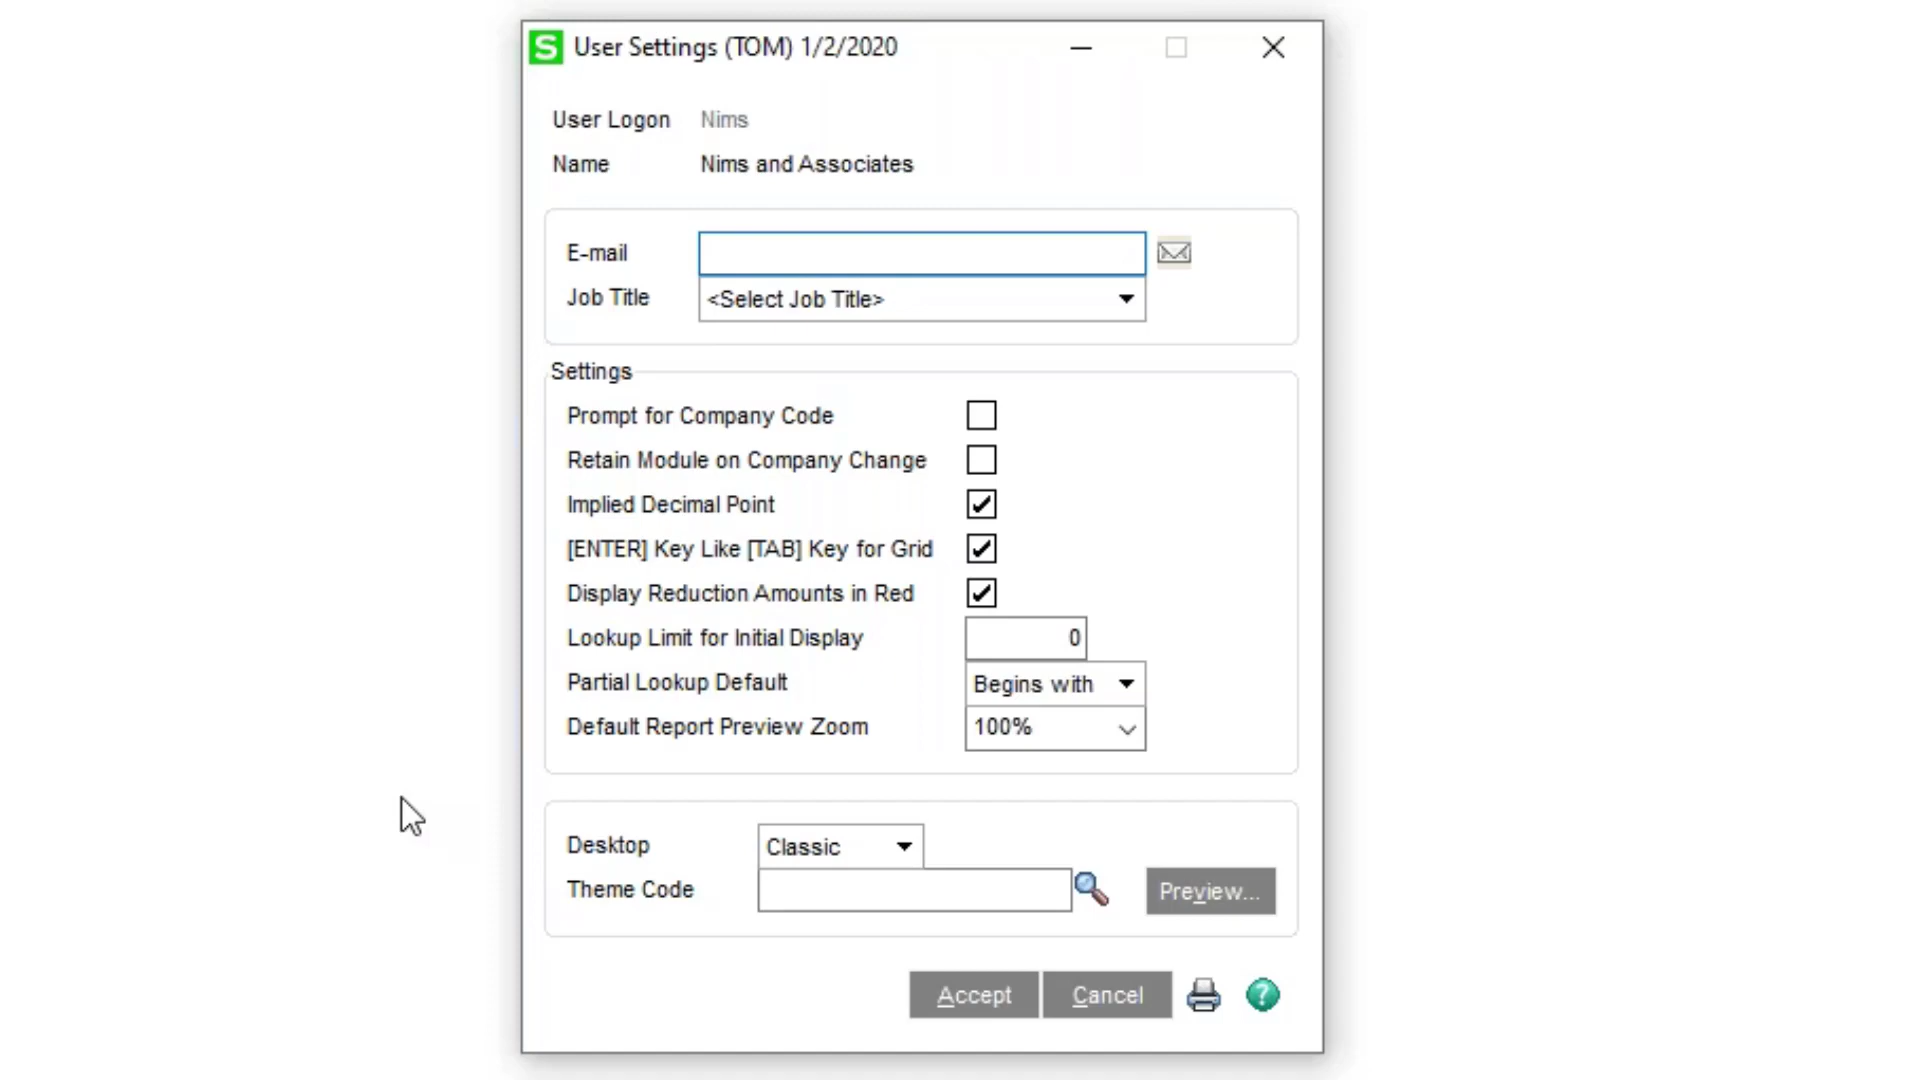 S User Settings (TOM) 1/2/2020
User Logon Nims
Name Nims and Associates
E-mail
Job Title <Select Job Title>
Settings
Prompt for Company Code
Retain Module on Company Change
Implied Decimal Point
[ENTER] Key Like [TAB] Key for Grid
Display Reduction Amounts in Red
Lookup Limit for Initial Display 0
Partial Lookup Default Begins with
Default Report Preview Zoom 100%
Desktop Classic
Theme Code Preview...
Accept Cancel ?